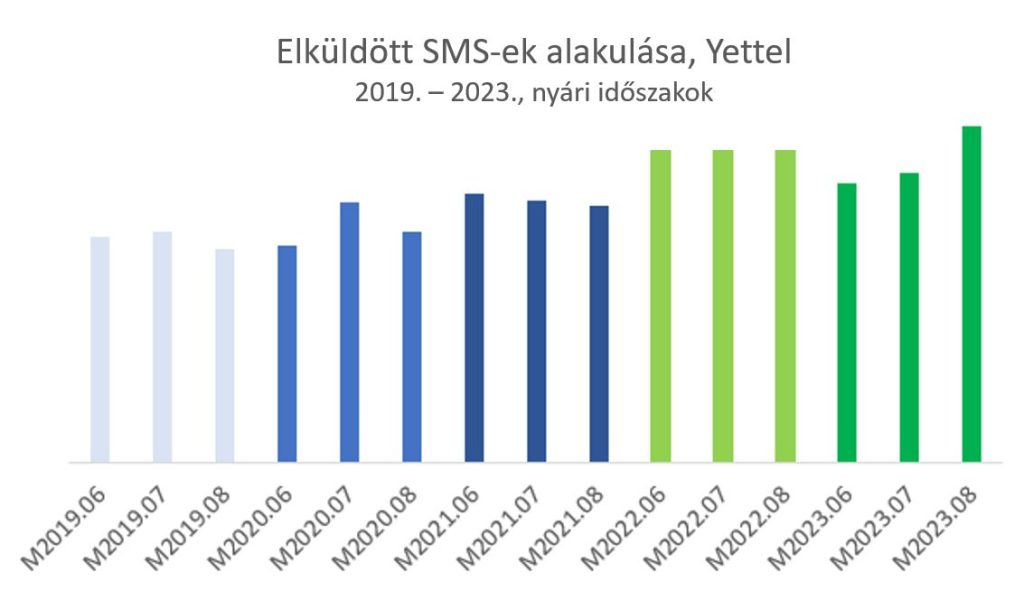 Elküldött SMS-ek alakulása, Yettel
2019. – 2023., nyári időszakok
M2019.06
M2019.07
M2019.08
M2020.06
M2020.07
M2020.08
M2021.06
M2021.07
M2021.08
M2022.06
M2022.07
M2022.08
M2023.06
M2023.07
M2023.08